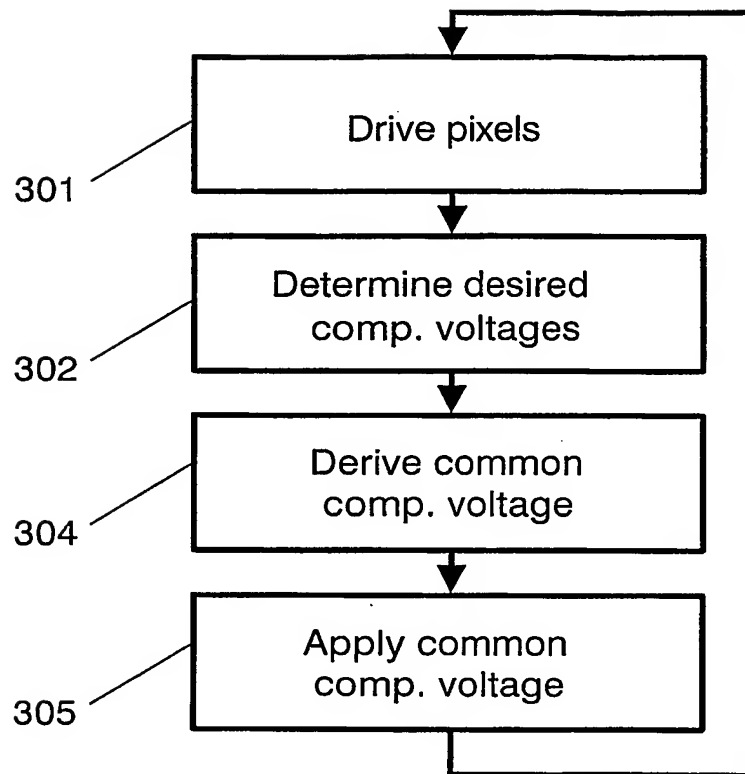 Drive pixels
301
Determine desired
comp. voltages
302
Derive common
comp. voltage
304
Apply common
comp. voltage
305